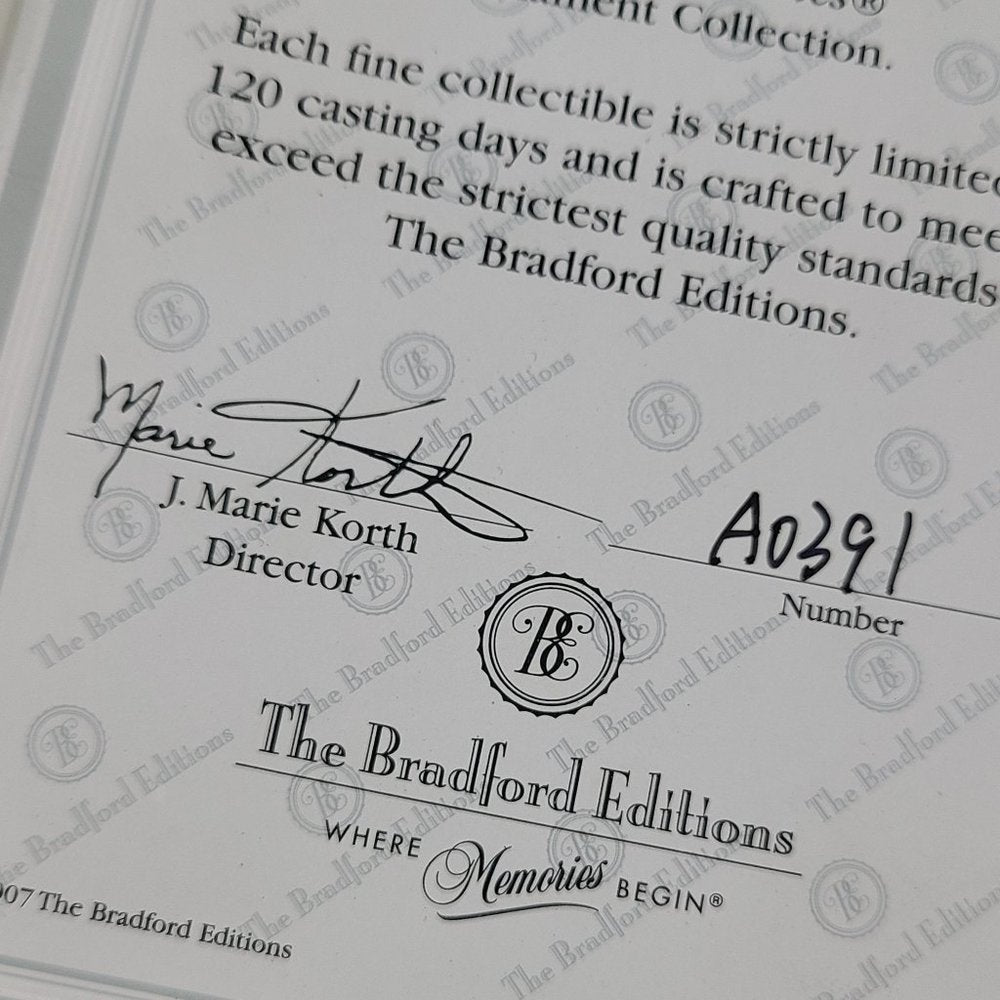 Collection.
Each fine collectible is strictly limited
120 casting days and is crafted to mee
exceed the strictest quality standards
The Bradford Editions.
Marie Korth
J. Marie Korth
Director
A0391
Number
BE
The Bradford Editions
WHERE Memories BEGIN®
07 The Bradford Editions